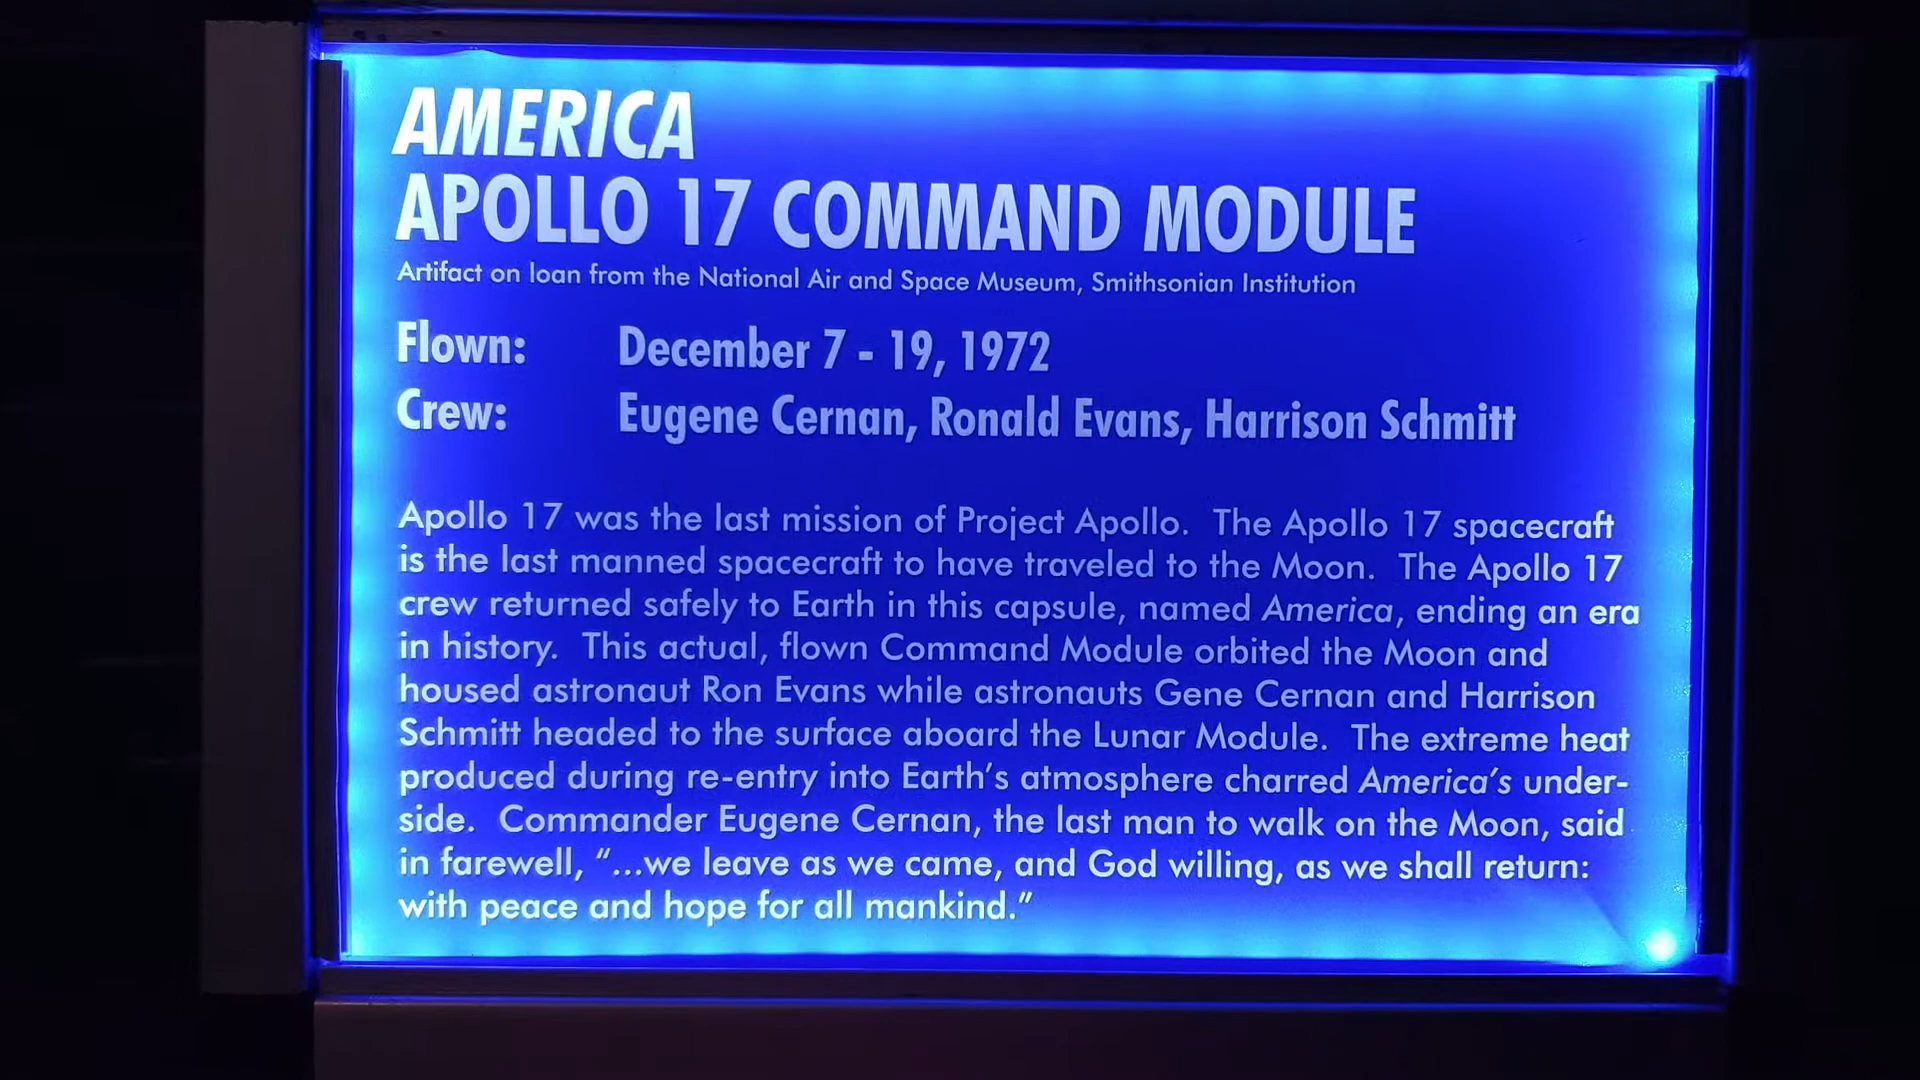 AMERICA
APOLLO 17 COMMAND MODULE
Artifact on loan from the National Air and Space Museum, Smithsonian Institution
Flown: December 7 - 19, 1972
Crew: Eugene Cernan, Ronald Evans, Harrison Schmitt
Apollo 17 was the last mission of Project Apollo.  The Apollo 17 spacecraft
is the last manned spacecraft to have traveled to the Moon.  The Apollo 17
crew returned safely to Earth in this capsule, named America, ending an era
in history.  This actual, flown Command Module orbited the Moon and
housed astronaut Ron Evans while astronauts Gene Cernan and Harrison
Schmitt headed to the surface aboard the Lunar Module.  The extreme heat
produced during re-entry into Earth’s atmosphere charred America’s under-
side.  Commander Eugene Cernan, the last man to walk on the Moon, said
in farewell, “...we leave as we came, and God willing, as we shall return:
with peace and hope for all mankind.”